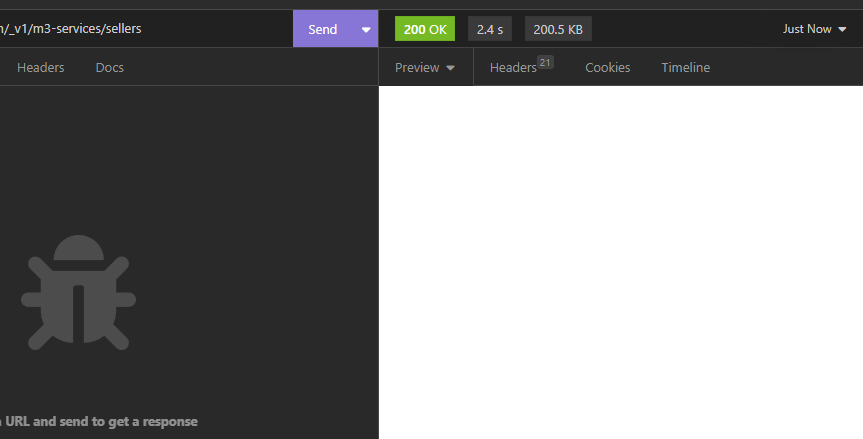 /_v1/m3-services/sellers
Send
200 OK
2.4 s
200.5 KB
Just Now
Headers
Docs
Preview
Headers 21
Cookies
Timeline
URL and send to get a response